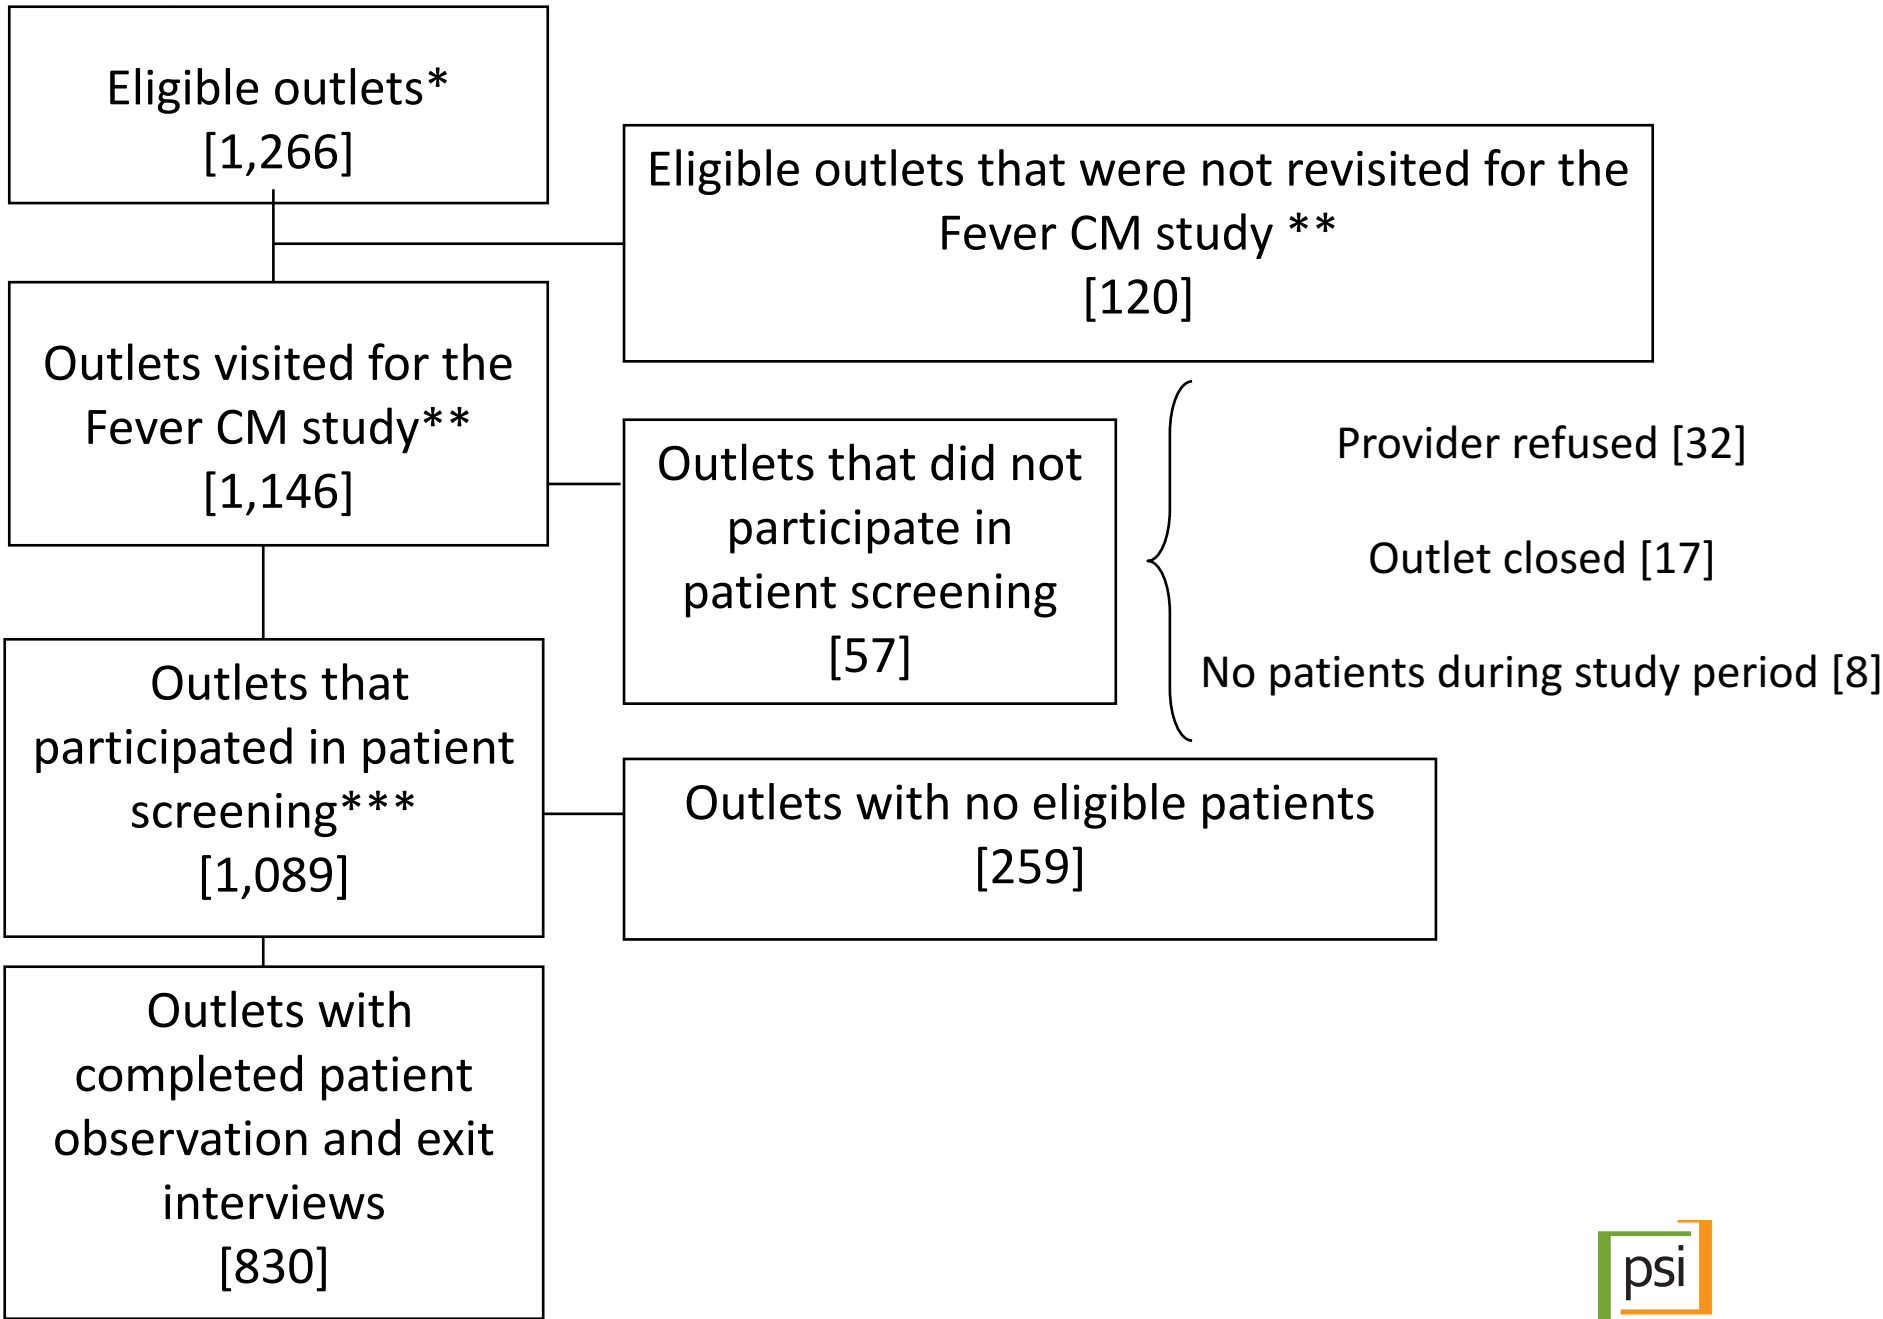 Eligible outlets*
[1,266]
Eligible outlets that were not revisited for the
Fever CM study **
[120]
Outlets visited for the
Fever CM study**
[1,146]
Outlets that did not
participate in
patient screening
[57]
Provider refused [32]
Outlet closed [17]
No patients during study period [8]
Outlets that
participated in patient
screening***
[1,089]
Outlets with no eligible patients
[259]
Outlets with
completed patient
observation and exit
interviews
[830]
psi